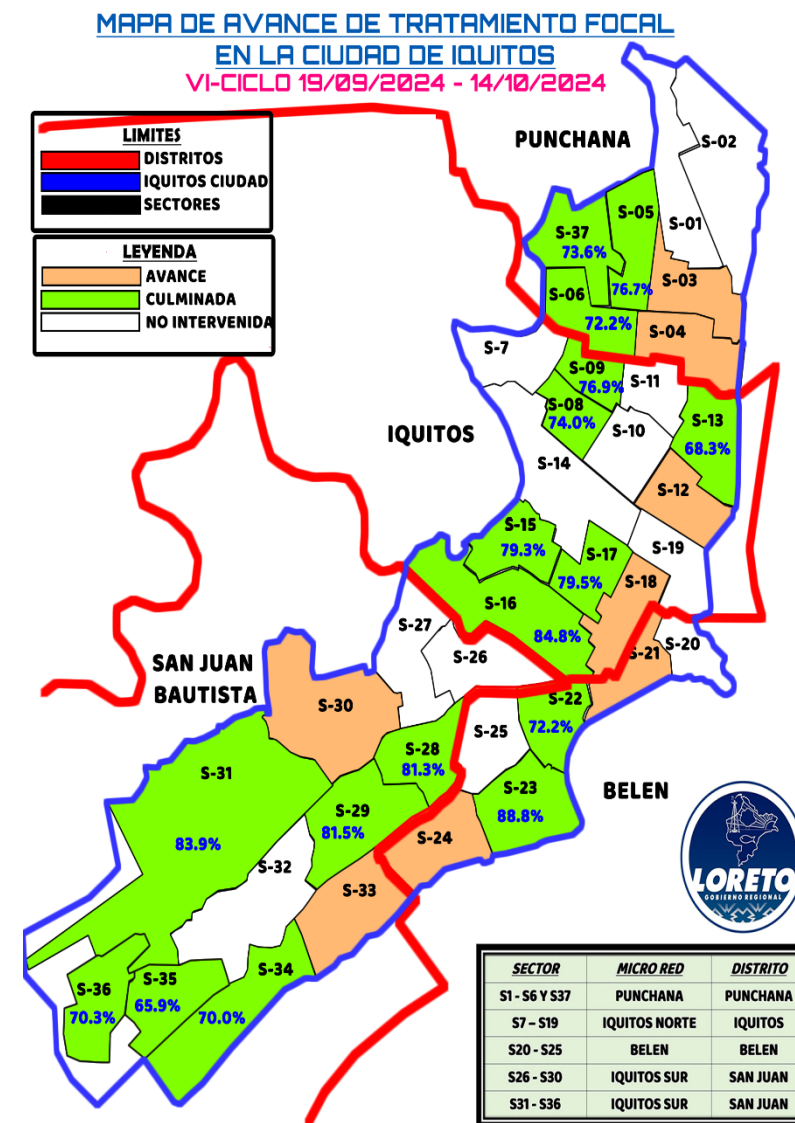 MAPA DE AVANCE DE TRATAMIENTO FOCAL
EN LA CIUDAD DE IQUITOS
VI-CICLO 19/09/2024 - 14/10/2024
LIMITES
DISTRITOS
IQUITOS CIUDAD
SECTORES
LEYENDA
AVANCE
CULMINADA
NO INTERVENIDA
PUNCHANA
S-02
S-05
S-01
S-37
73.6%
S-03
S-06
76.7%
72.2%
S-04
S-7
S-09
76.9%
S-11
S-08
74.0%
S-13
68.3%
S-10
IQUITOS
S-14
S-12
S-15
79.3%
S-17
79.5%
S-19
S-18
S-16
84.8%
S-27
S-26
S-20
S-21
SAN JUAN
BAUTISTA
S-30
S-22
72.2%
S-25
S-28
81.3%
S-31
83.9%
S-23
88.8%
BELEN
S-29
81.5%
S-24
S-32
S-33
S-34
70.0%
S-35
65.9%
S-36
70.3%
LORETO
GOBIERNO REGIONAL
SECTOR MICRO RED DISTRITO
S1 - S6 Y S37 PUNCHANA PUNCHANA
S7 – S19 IQUITOS NORTE IQUITOS
S20 - S25 BELEN BELEN
S26 - S30 IQUITOS SUR SAN JUAN
S31 - S36 IQUITOS SUR SAN JUAN